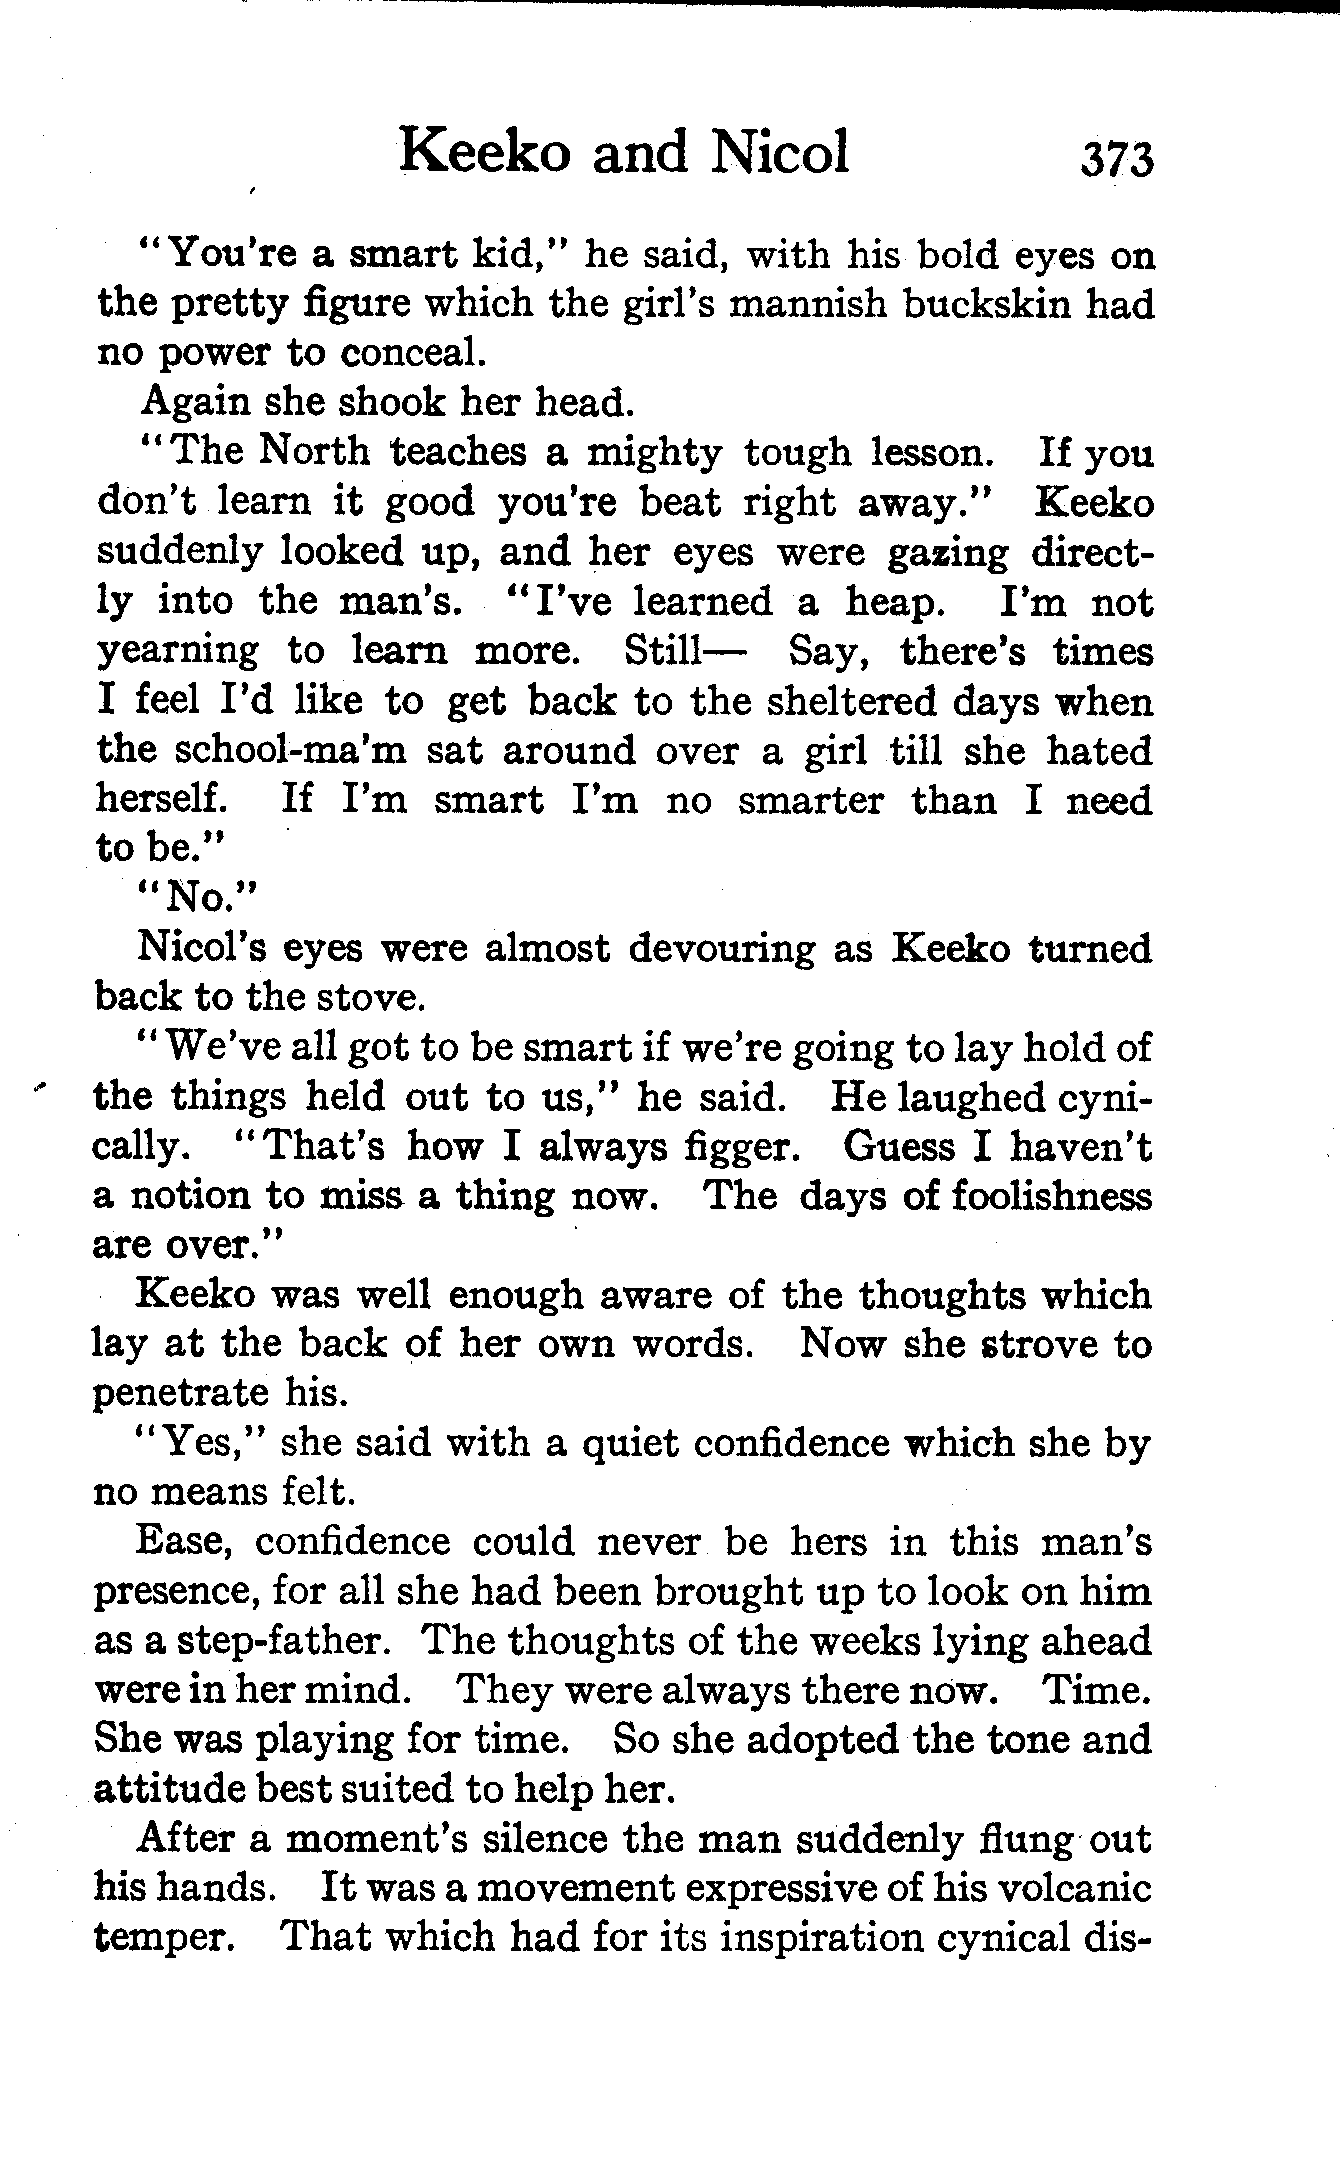 Keeko and Nicol 373
"You're a smart kid," he said, with his bold eyes on
the pretty figure which the girl's mannish buckskin had
no power to conceal.
Again she shook her head.
"The North teaches a mighty tough lesson. If you
don't learn it good you're beat right away." Keeko
suddenly looked up, and her eyes were gazing direct-
ly into the man's. "I've learned a heap. I'm not
yearning to learn more. Still— Say, there's times
I feel I'd like to get back to the sheltered days when
the school-ma'm sat around over a girl till she hated
herself. If I'm smart I'm no smarter than I need
to be."
"No."
Nicol's eyes were almost devouring as Keeko turned
back to the stove.
"We've all got to be smart if we're going to lay hold of
the things held out to us," he said. He laughed cyni-
cally. "That's how I always figger. Guess I haven't
a notion to miss a thing now. The days of foolishness
are over."
Keeko was well enough aware of the thoughts which
lay at the back of her own words. Now she strove to
penetrate his.
"Yes," she said with a quiet confidence which she by
no means felt.
Ease, confidence could never be hers in this man's
presence, for all she had been brought up to look on him
as a step-father. The thoughts of the weeks lying ahead
were in her mind. They were always there now. Time.
She was playing for time. So she adopted the tone and
attitude best suited to help her.
After a moment's silence the man suddenly flung out
his hands. It was a movement expressive of his volcanic
temper. That which had for its inspiration cynical dis-